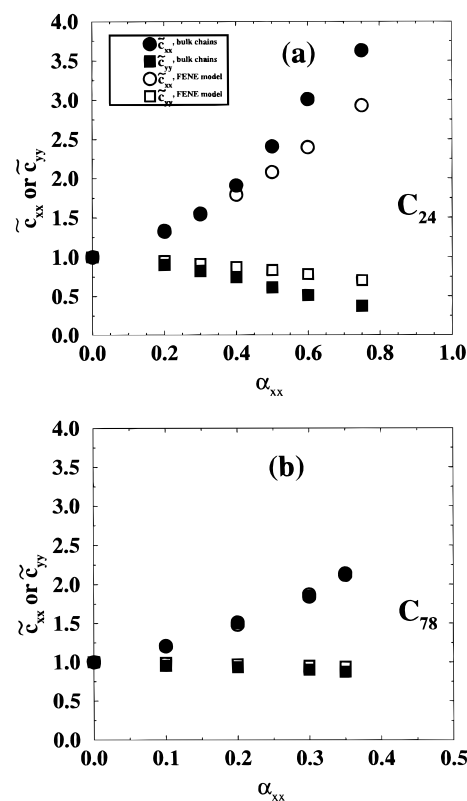 (a)
c̃xx, bulk chains
c̃yy, bulk chains
c̃xx, FENE model
c̃yy, FENE model
C24
c̃xx or c̃yy
4.0
3.5
3.0
2.5
2.0
1.5
1.0
0.5
0.0
0.0 0.2 0.4 0.6 0.8 1.0
αxx
(b)
C78
c̃xx or c̃yy
4.0
3.5
3.0
2.5
2.0
1.5
1.0
0.5
0.0
0.0 0.1 0.2 0.3 0.4 0.5
αxx